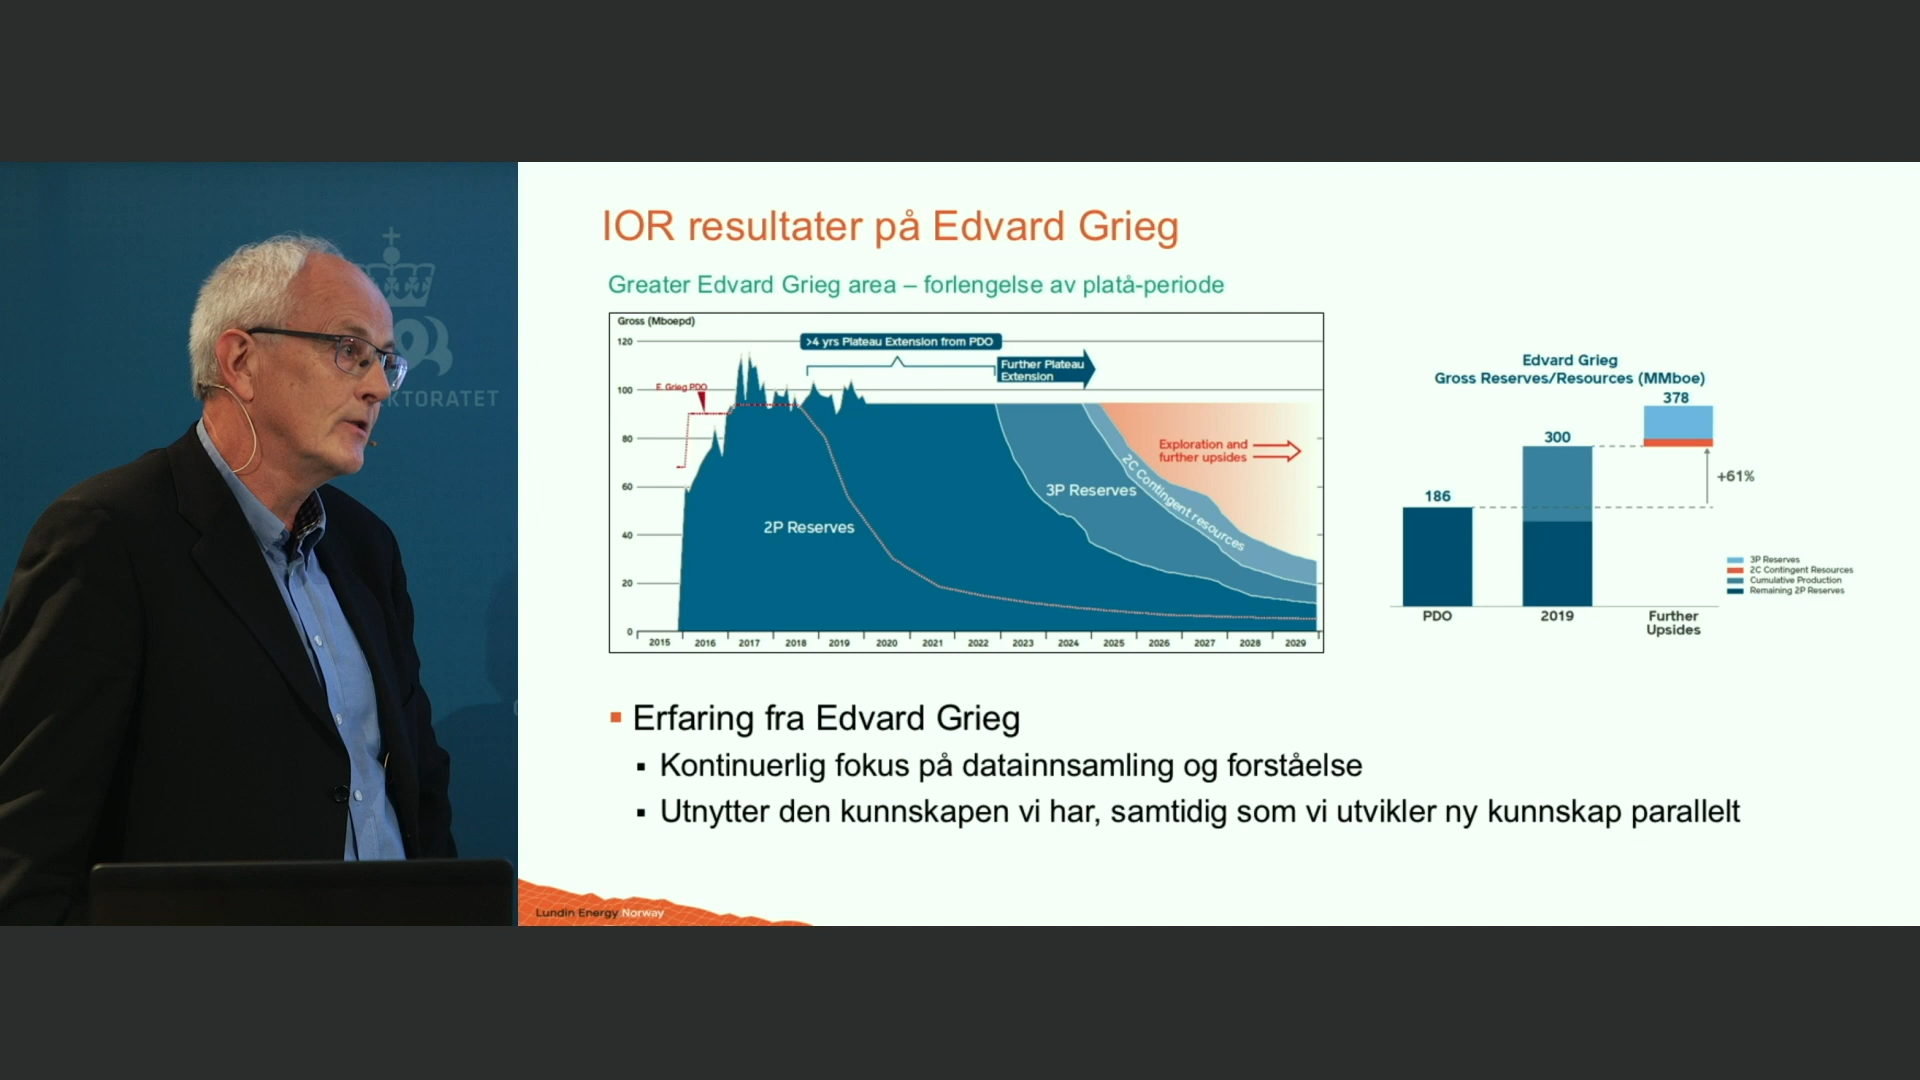 KTORATET
IOR resultater på Edvard Grieg
Greater Edvard Grieg area – forlengelse av platå-periode
Gross (Mboepd)
120
100
80
60
40
20
0
>4 yrs Plateau Extension from PDO
Further Plateau
Extension
E. Grieg PDO
Exploration and
further upsides
2C Contingent resources
3P Reserves
2P Reserves
2015 2016 2017 2018 2019 2020 2021 2022 2023 2024 2025 2026 2027 2028 2029
Edvard Grieg
Gross Reserves/Resources (MMboe)
378
300
186
+61%
3P Reserves
2C Contingent Resources
Cumulative Production
Remaining 2P Reserves
PDO
2019
Further
Upsides
Erfaring fra Edvard Grieg
Kontinuerlig fokus på datainnsamling og forståelse
Utnytter den kunnskapen vi har, samtidig som vi utvikler ny kunnskap parallelt
Lundin Energy Norway